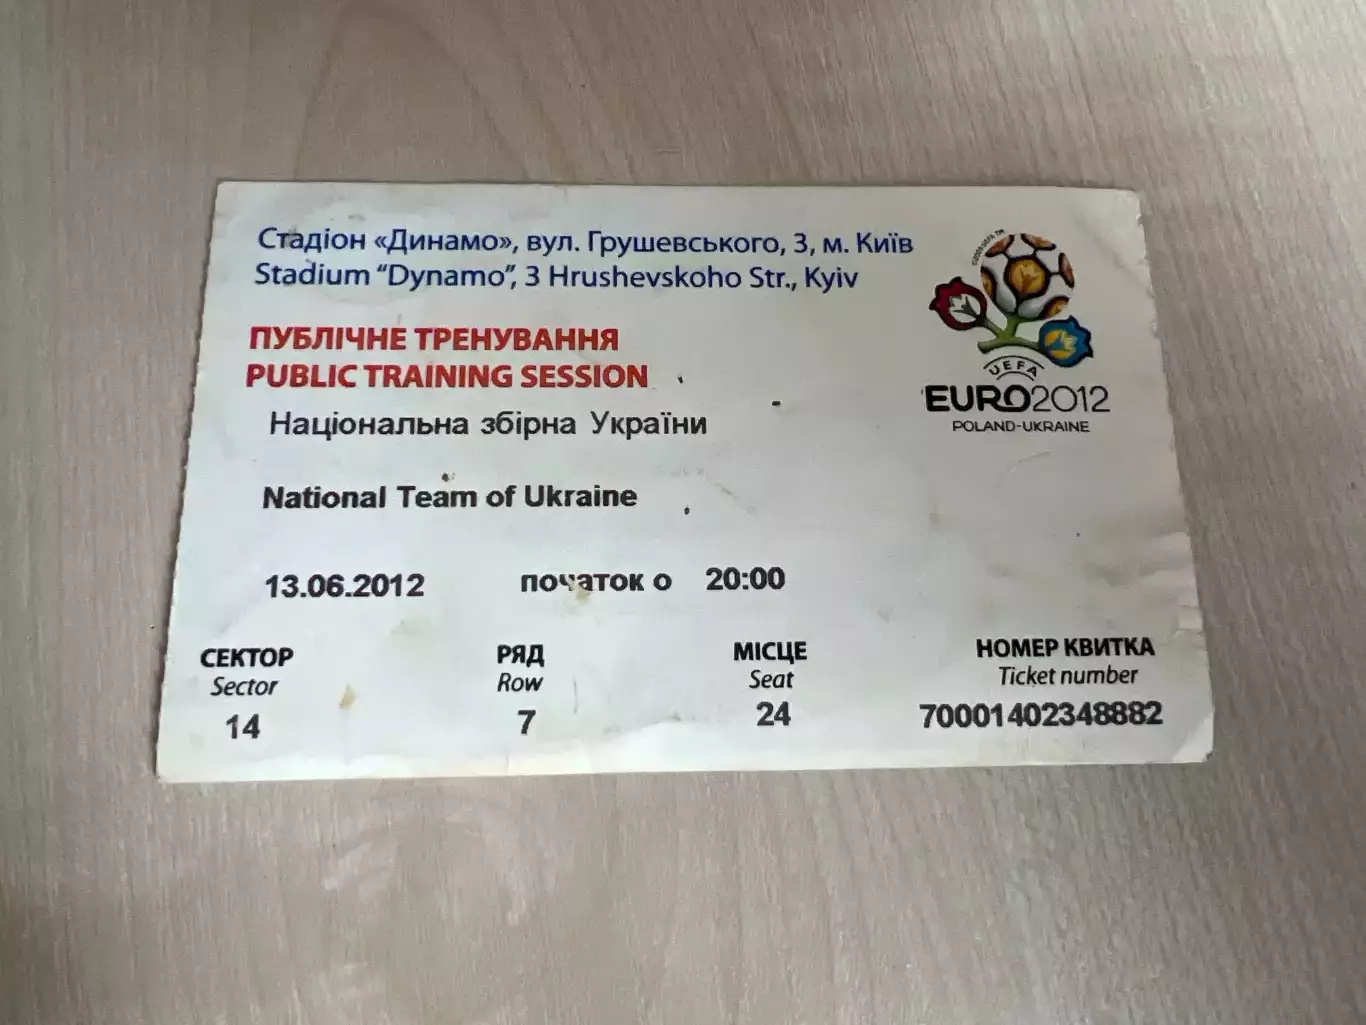 Стадіон «Динамо», вул. Грушевського, 3, м. Київ
Stadium "Dynamo", 3 Hrushevskoho Str., Kyiv
ПУБЛІЧНЕ ТРЕНУВАННЯ
PUBLIC TRAINING SESSION
Національна збірна України
National Team of Ukraine
UEFA
EURO2012
POLAND-UKRAINE
13.06.2012 початок о 20:00
СЕКТОР РЯД МІСЦЕ НОМЕР КВИТКА
Sector Row Seat Ticket number
14 7 24 70001402348882